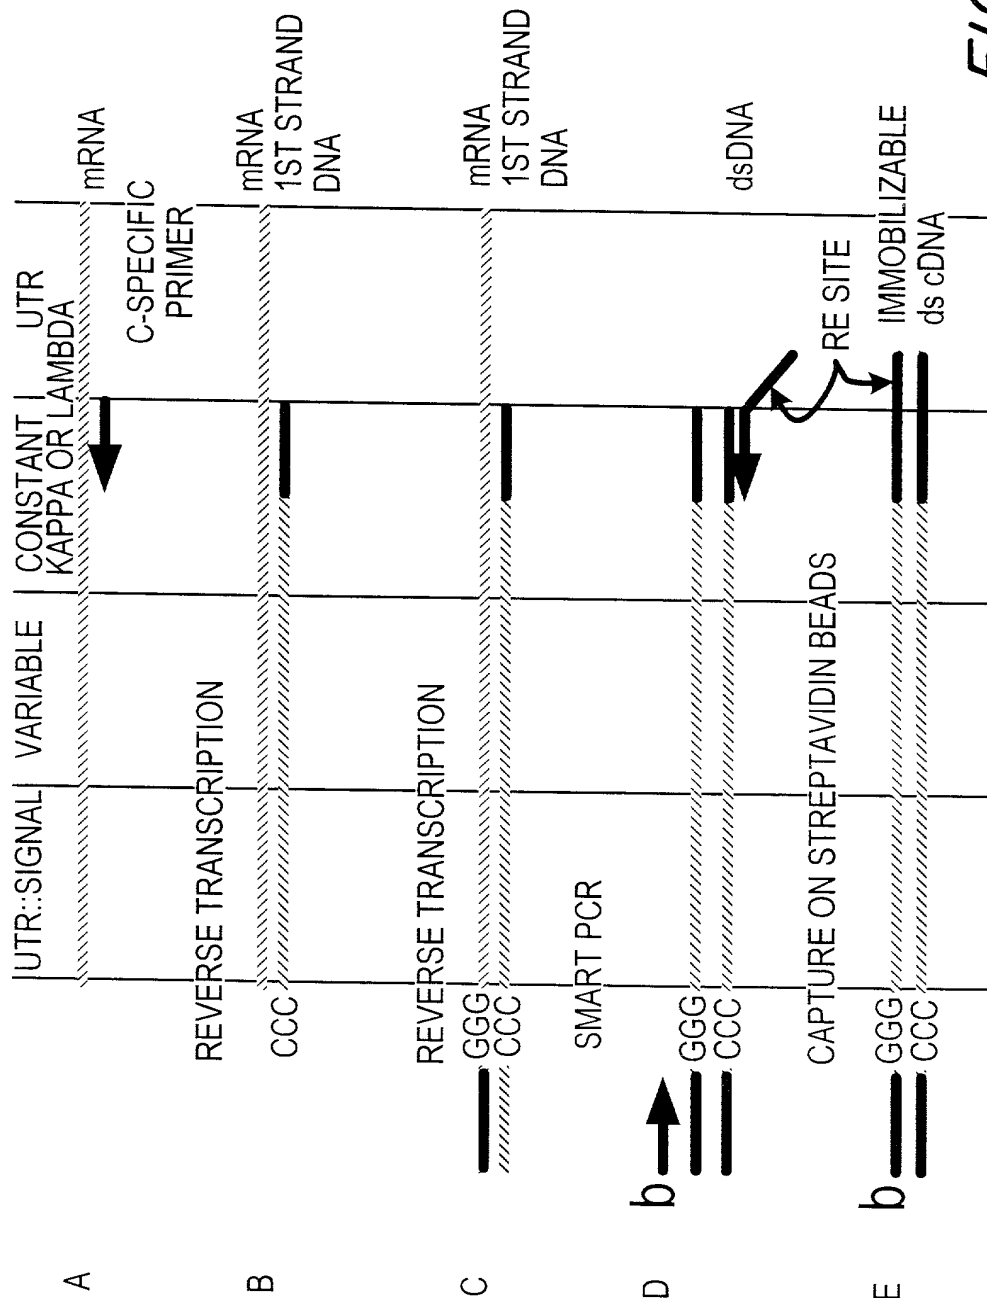 UTR::SIGNAL VARIABLE CONSTANT UTR
KAPPA OR LAMBDA
A mRNA
C-SPECIFIC
PRIMER
REVERSE TRANSCRIPTION
B mRNA
CCC 1ST STRAND
DNA
REVERSE TRANSCRIPTION
C GGG mRNA
CCC 1ST STRAND
DNA
SMART PCR
D b GGG
CCC dsDNA
CAPTURE ON STREPTAVIDIN BEADS RE SITE
E b GGG IMMOBILIZABLE
CCC ds cDNA